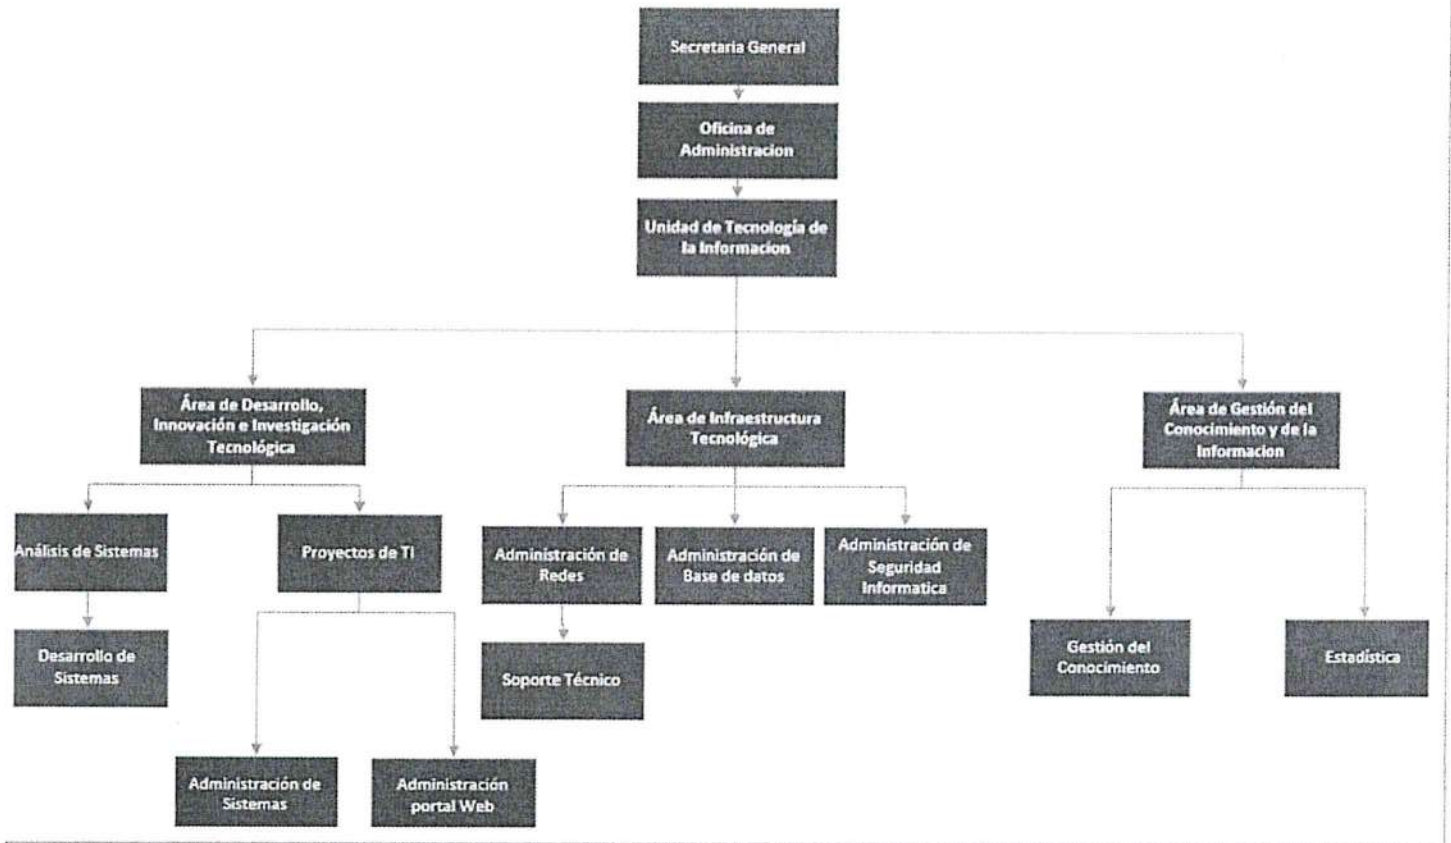 Secretaria General
Oficina de
Administracion
Unidad de Tecnología de
la Informacion
Área de Desarrollo,
Innovación e Investigación
Tecnológica
Área de Infraestructura
Tecnológica
Área de Gestión del
Conocimiento y de la
Informacion
Análisis de Sistemas
Proyectos de TI
Administración de
Redes
Administración de
Base de datos
Administración de
Seguridad
Informatica
Desarrollo de
Sistemas
Soporte Técnico
Gestión del
Conocimiento
Estadística
Administración de
Sistemas
Administración
portal Web